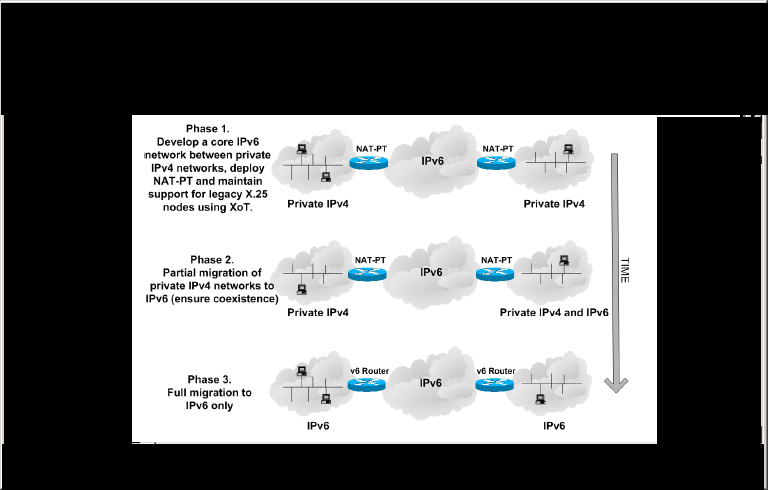 Phase 1.
Develop a core IPv6
network between private
IPv4 networks, deploy
NAT-PT and maintain
support for legacy X.25
nodes using XoT.
NAT-PT
IPv6
NAT-PT
Private IPv4
Private IPv4
Phase 2.
Partial migration of
private IPv4 networks to
IPv6 (ensure coexistence)
NAT-PT
IPv6
NAT-PT
Private IPv4
Private IPv4 and IPv6
TIME
Phase 3.
Full migration to
IPv6 only
v6 Router
IPv6
v6 Router
IPv6
IPv6